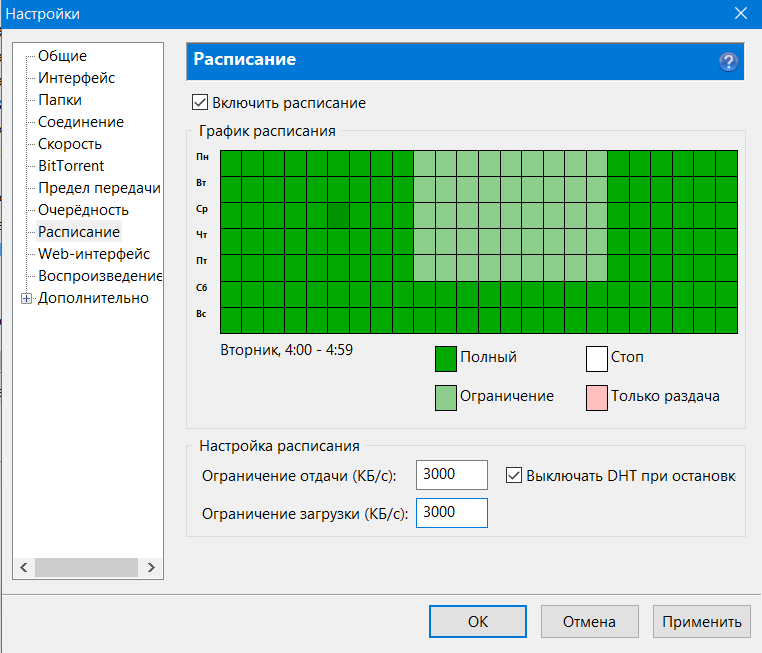 Настройки
Общие
Интерфейс
Папки
Соединение
Скорость
BitTorrent
Предел передачи
Очерёдность
Расписание
Web-интерфейс
Воспроизведение
Дополнительно
Расписание
Включить расписание
График расписания
Пн
Вт
Ср
Чт
Пт
Сб
Вс
Вторник, 4:00 - 4:59
Полный
Стоп
Ограничение
Только раздача
Настройка расписания
Ограничение отдачи (КБ/с): 3000
Выключать DHT при остановк
Ограничение загрузки (КБ/с): 3000
ОК
Отмена
Применить